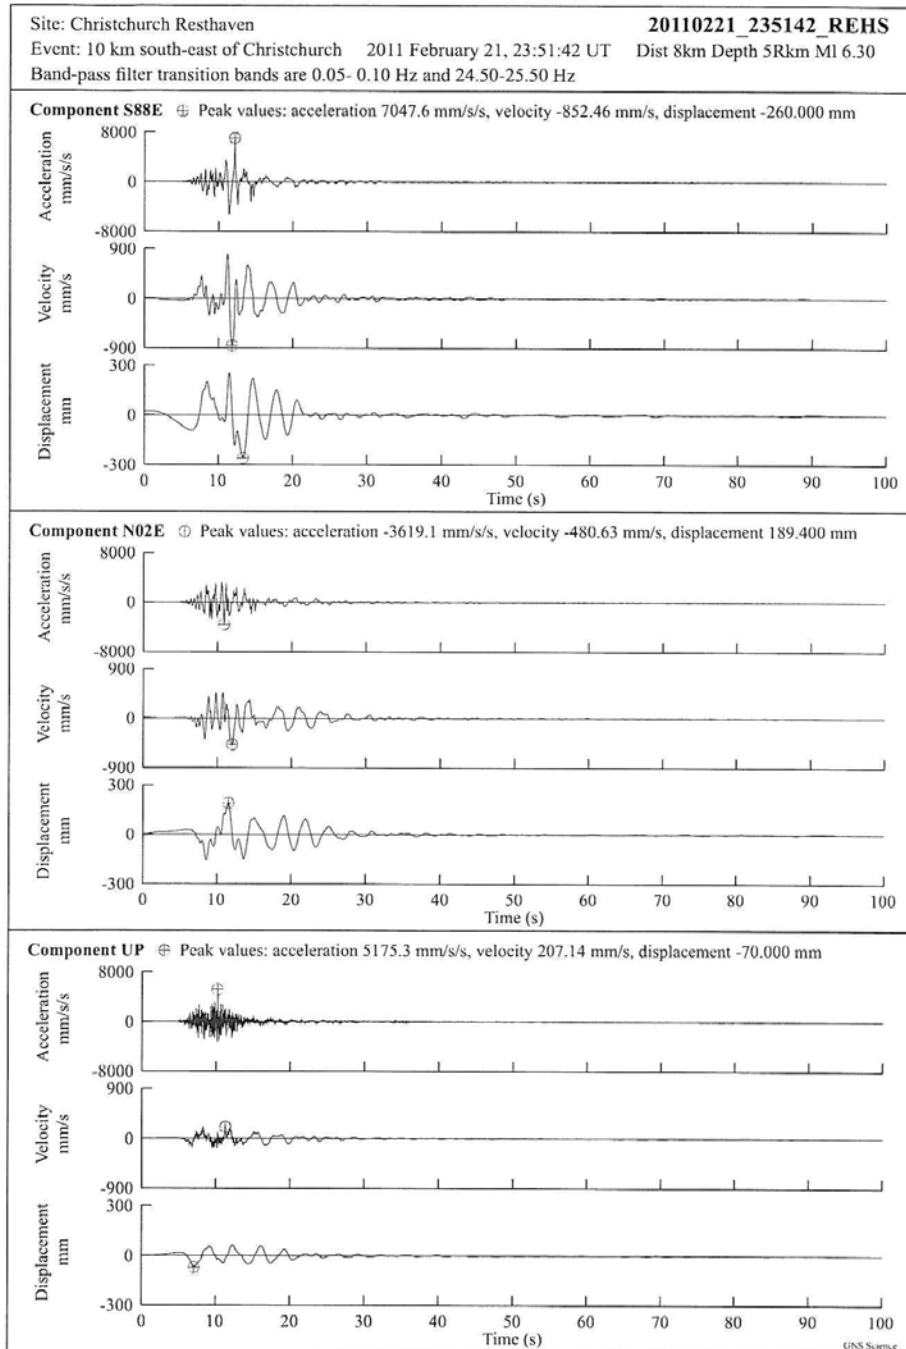 Site: Christchurch Resthaven 20110221_235142_REHS
Event: 10 km south-east of Christchurch 2011 February 21, 23:51:42 UT Dist 8km Depth 5Rkm Ml 6.30
Band-pass filter transition bands are 0.05- 0.10 Hz and 24.50-25.50 Hz
Component S88E ⊕ Peak values: acceleration 7047.6 mm/s/s, velocity -852.46 mm/s, displacement -260.000 mm
Acceleration
mm/s/s
8000
0
-8000
Velocity
mm/s
900
0
-900
Displacement
mm
300
0
-300
0 10 20 30 40 50 60 70 80 90 100
Time (s)
Component N02E ⊕ Peak values: acceleration -3619.1 mm/s/s, velocity -480.63 mm/s, displacement 189.400 mm
Acceleration
mm/s/s
8000
0
-8000
Velocity
mm/s
900
0
-900
Displacement
mm
300
0
-300
0 10 20 30 40 50 60 70 80 90 100
Time (s)
Component UP ⊕ Peak values: acceleration 5175.3 mm/s/s, velocity 207.14 mm/s, displacement -70.000 mm
Acceleration
mm/s/s
8000
0
-8000
Velocity
mm/s
900
0
-900
Displacement
mm
300
0
-300
0 10 20 30 40 50 60 70 80 90 100
Time (s)
GNS Science